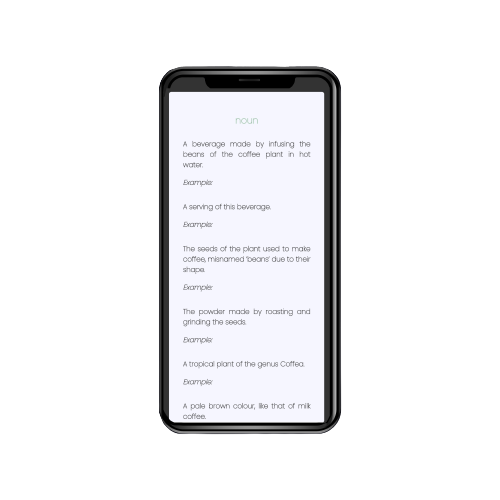 noun
A beverage made by infusing the
beans of the coffee plant in hot
water.
Example:
A serving of this beverage.
Example:
The seeds of the plant used to make
coffee, misnamed ‘beans’ due to their
shape.
Example:
The powder made by roasting and
grinding the seeds.
Example:
A tropical plant of the genus Coffea.
Example:
A pale brown colour, like that of milk
coffee.